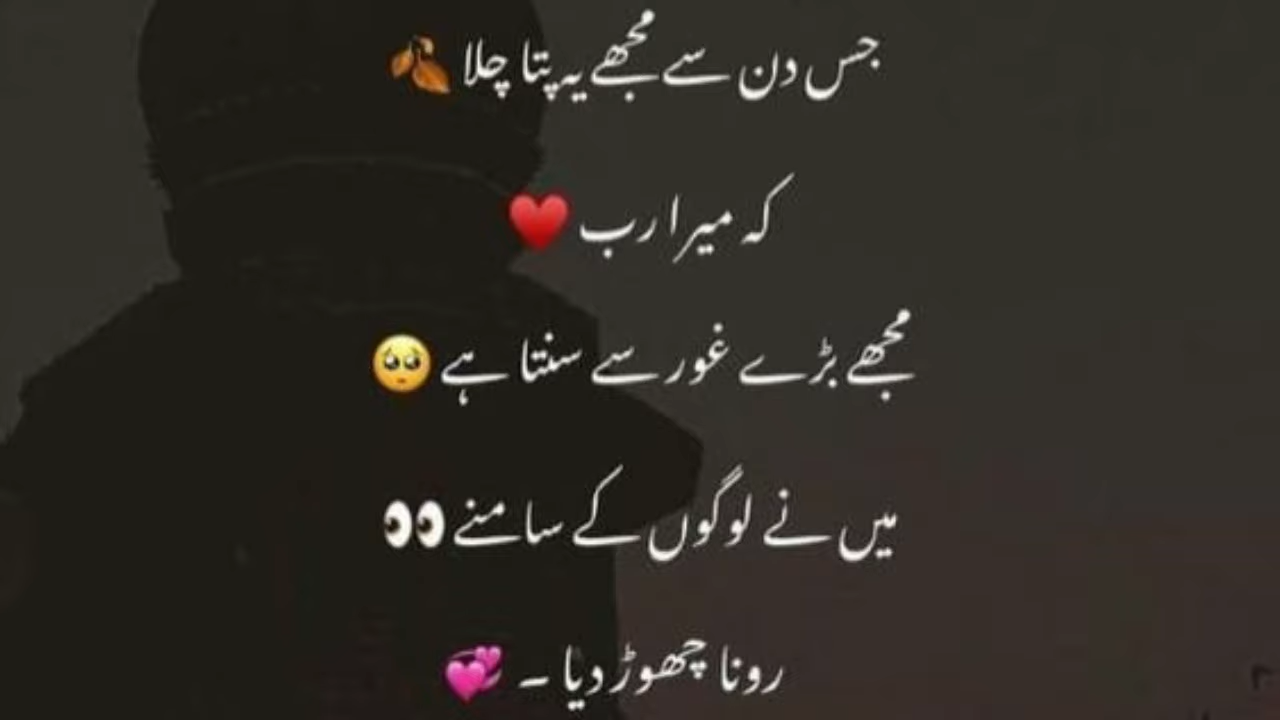 جس دن سے مجھے یہ پتا چلا 🍂
کہ میرا رب ♥️
مجھے بڑے غور سے سنتا ہے 🥺
میں نے لوگوں کے سامنے 👀
رونا چھوڑ دیا ۔ 💞